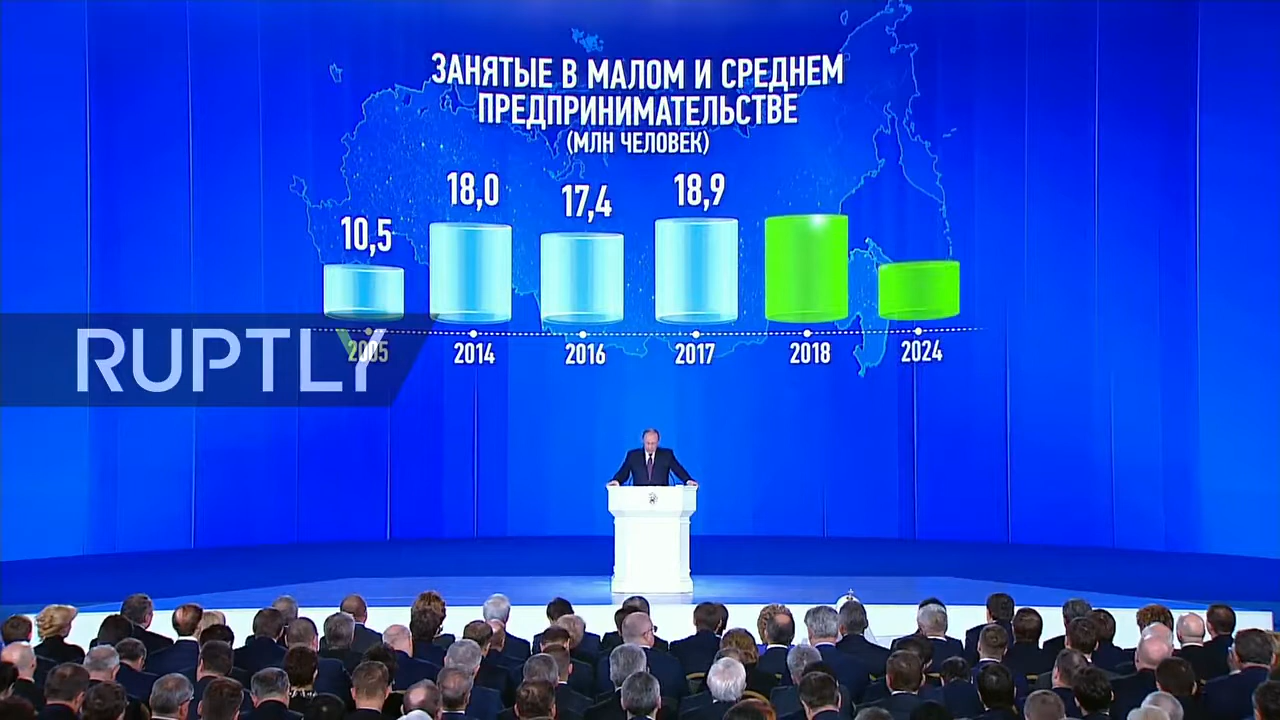 ЗАНЯТЫЕ В МАЛОМ И СРЕДНЕМ
ПРЕДПРИНИМАТЕЛЬСТВЕ
(МЛН ЧЕЛОВЕК)
10,5
18,0
17,4
18,9
2005
2014
2016
2017
2018
2024
RUPTLY